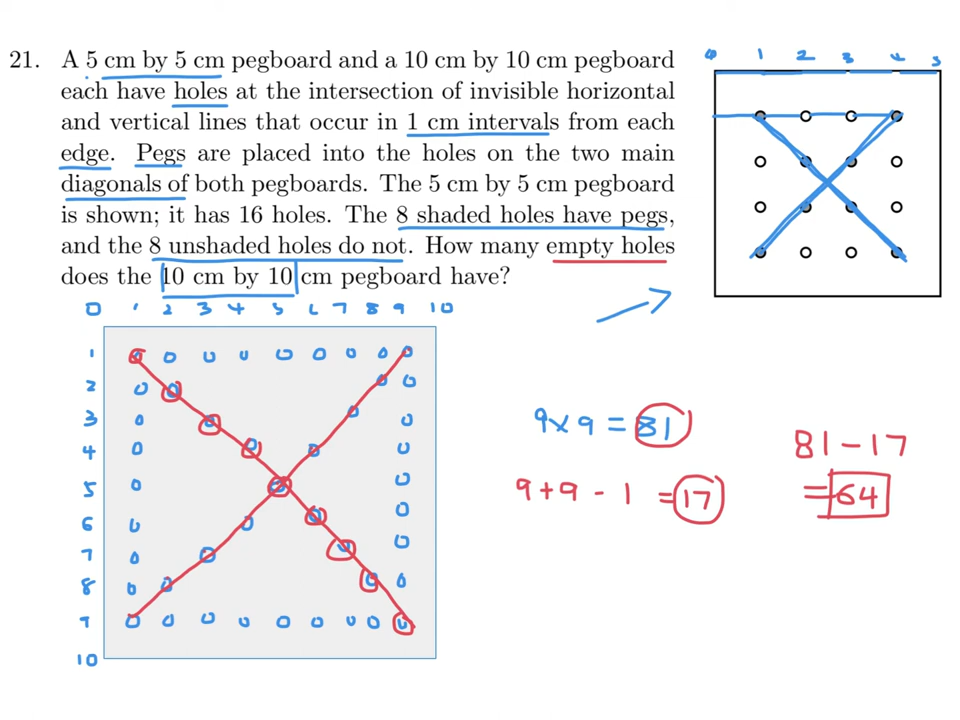 21. A 5 cm by 5 cm pegboard and a 10 cm by 10 cm pegboard
each have holes at the intersection of invisible horizontal
and vertical lines that occur in 1 cm intervals from each
edge. Pegs are placed into the holes on the two main
diagonals of both pegboards. The 5 cm by 5 cm pegboard
is shown; it has 16 holes. The 8 shaded holes have pegs,
and the 8 unshaded holes do not. How many empty holes
does the 10 cm by 10 cm pegboard have?
0 1 2 3 4 5
0 1 2 3 4 5 6 7 8 9 10
1
2
3
4
5
6
7
8
9
10
9 x 9 = 81
9 + 9 - 1 = 17
81 - 17
= 64